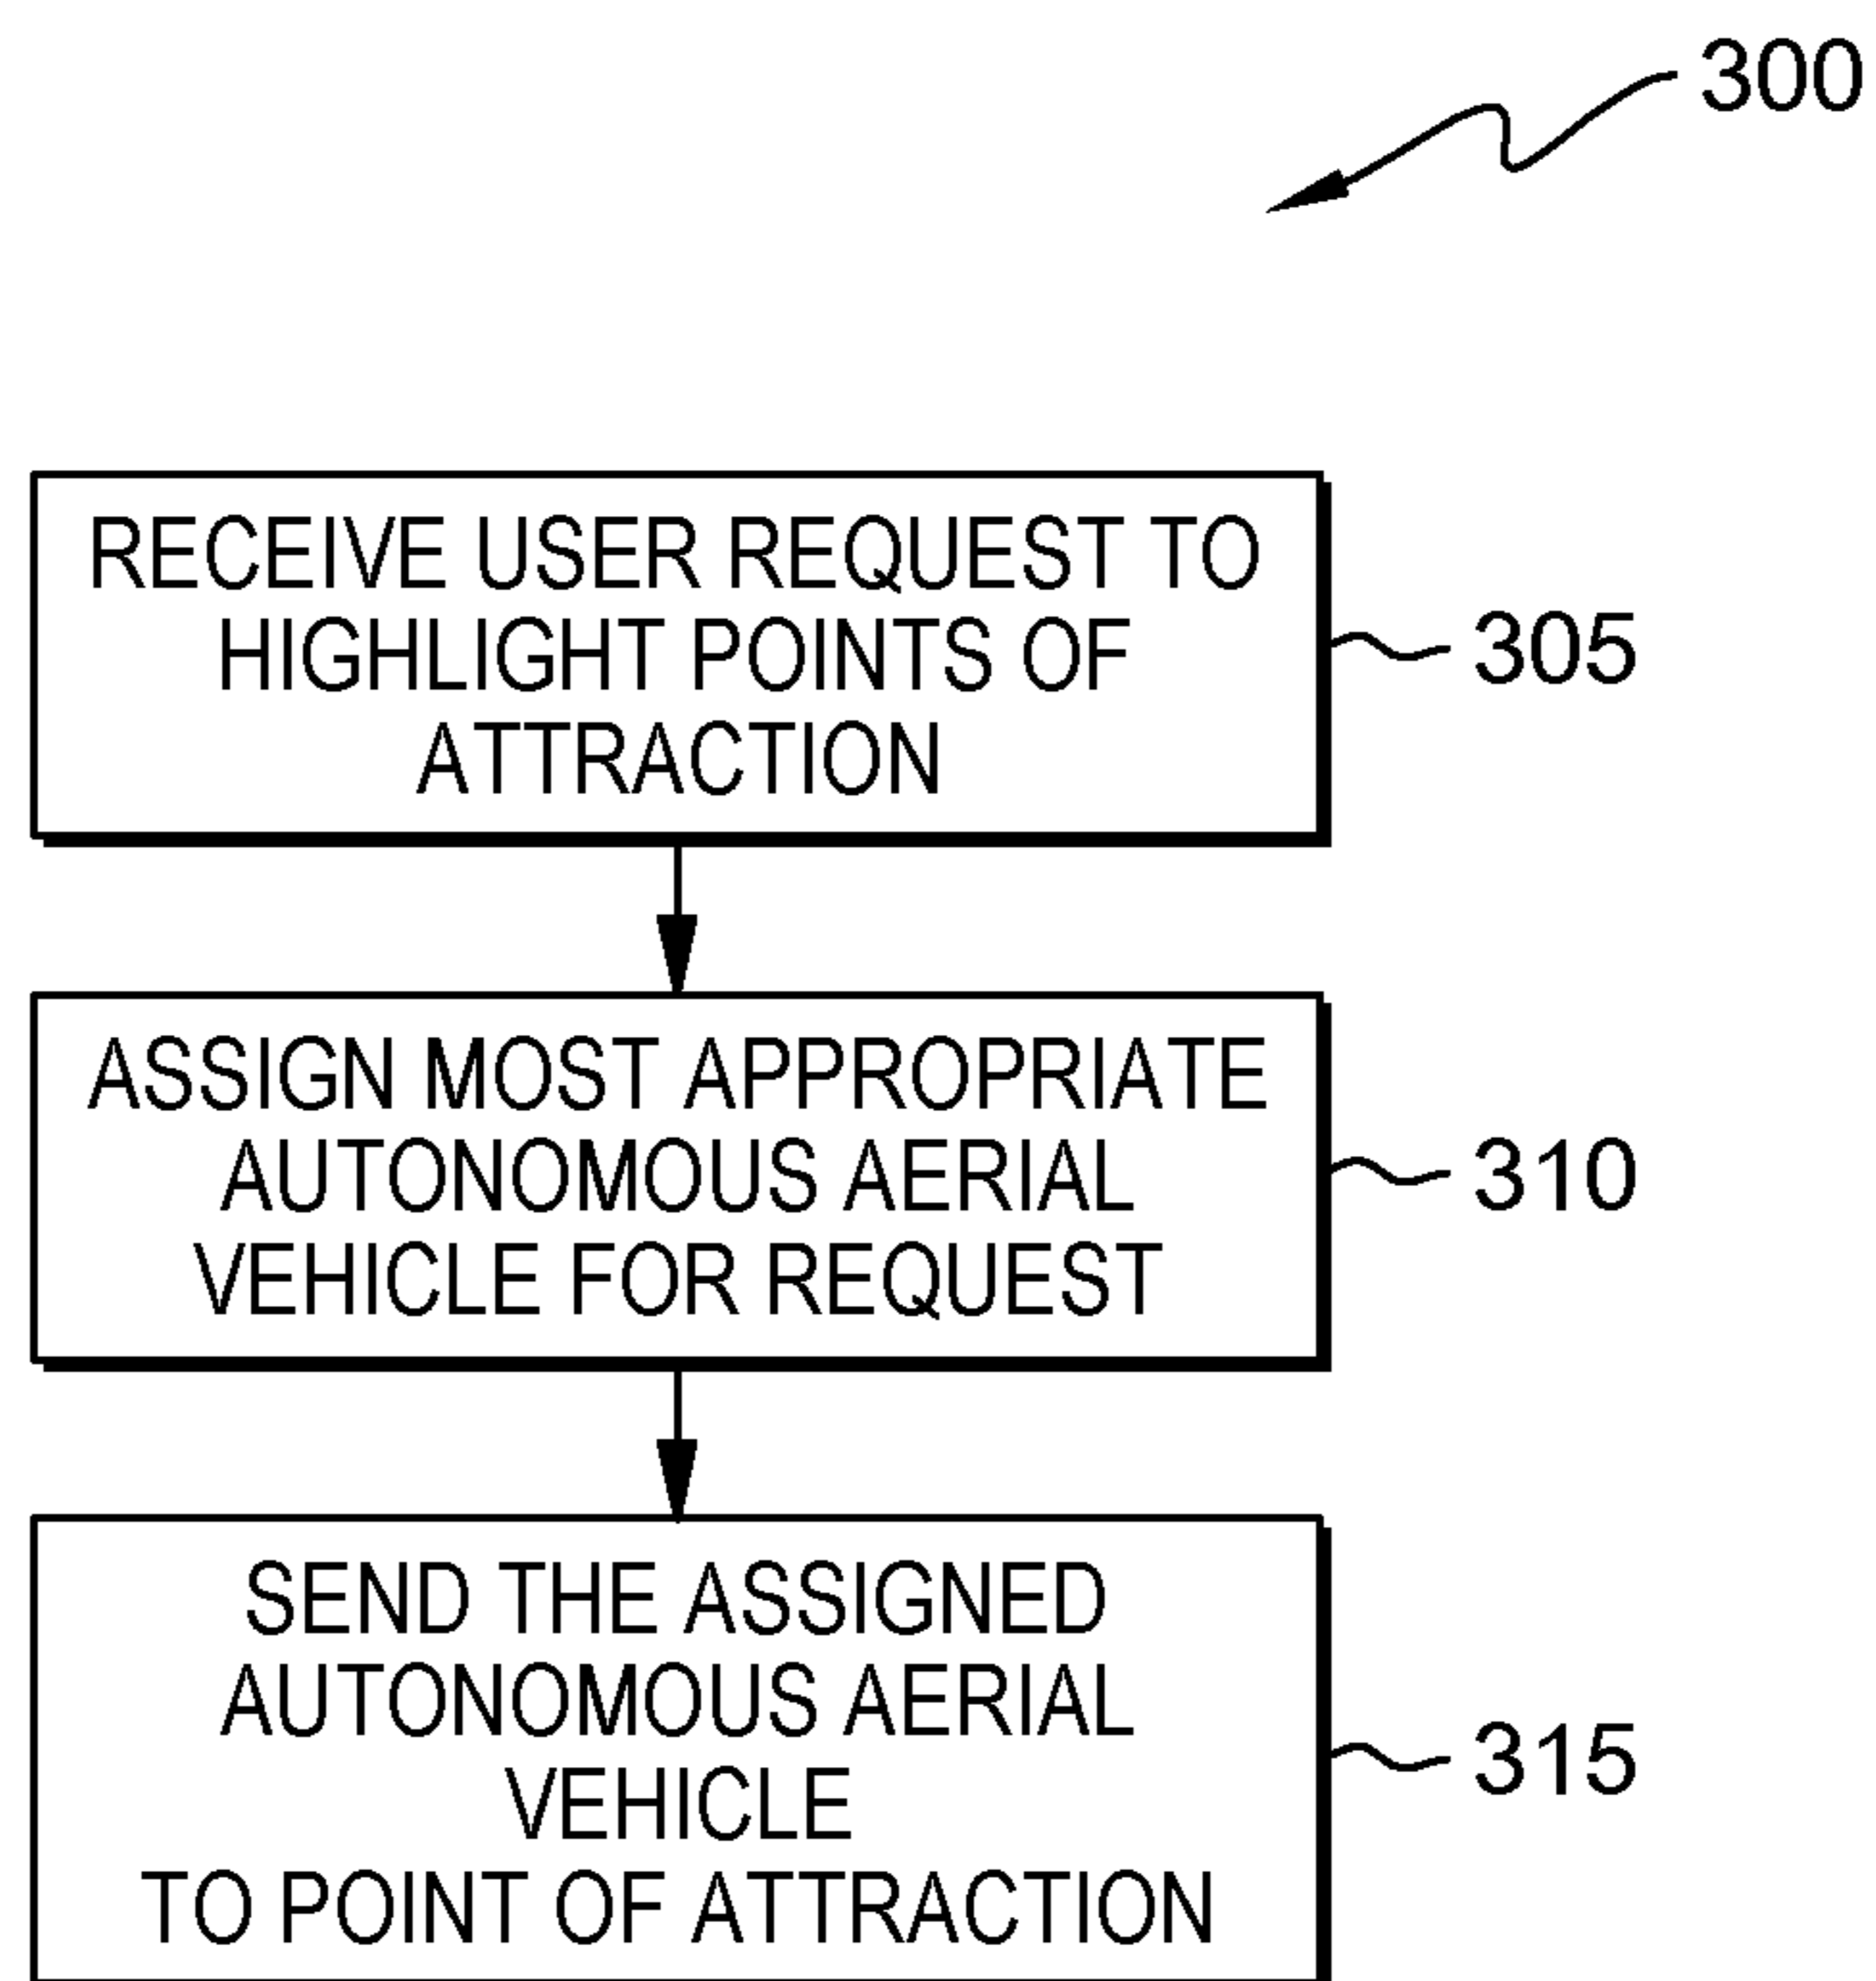 300
RECEIVE USER REQUEST TO
HIGHLIGHT POINTS OF
ATTRACTION
305
ASSIGN MOST APPROPRIATE
AUTONOMOUS AERIAL
VEHICLE FOR REQUEST
310
SEND THE ASSIGNED
AUTONOMOUS AERIAL
VEHICLE
TO POINT OF ATTRACTION
315